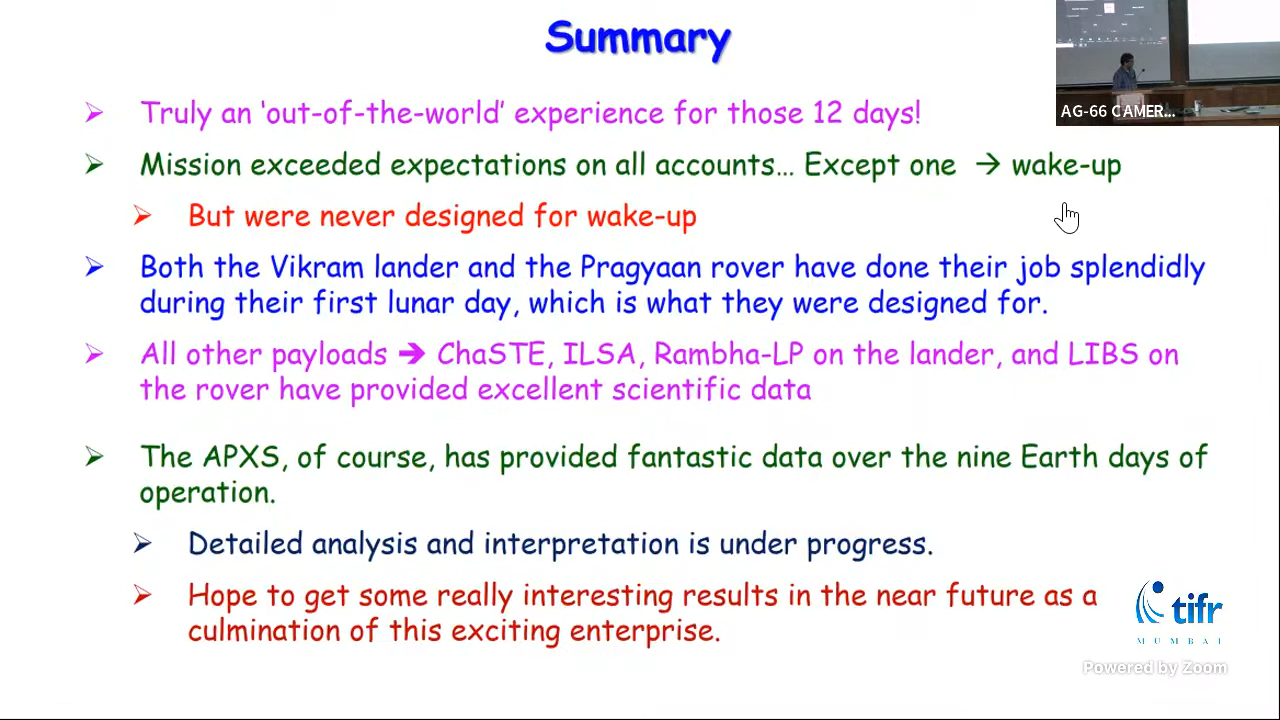 Summary
AG-66 CAMER...
➢ Truly an ‘out-of-the-world’ experience for those 12 days!
➢ Mission exceeded expectations on all accounts… Except one → wake-up
➢ But were never designed for wake-up
➢ Both the Vikram lander and the Pragyaan rover have done their job splendidly
during their first lunar day, which is what they were designed for.
➢ All other payloads → ChaSTE, ILSA, Rambha-LP on the lander, and LIBS on
the rover have provided excellent scientific data
➢ The APXS, of course, has provided fantastic data over the nine Earth days of
operation.
➢ Detailed analysis and interpretation is under progress.
➢ Hope to get some really interesting results in the near future as a
culmination of this exciting enterprise.
tifr
MUMBAI
Powered by Zoom